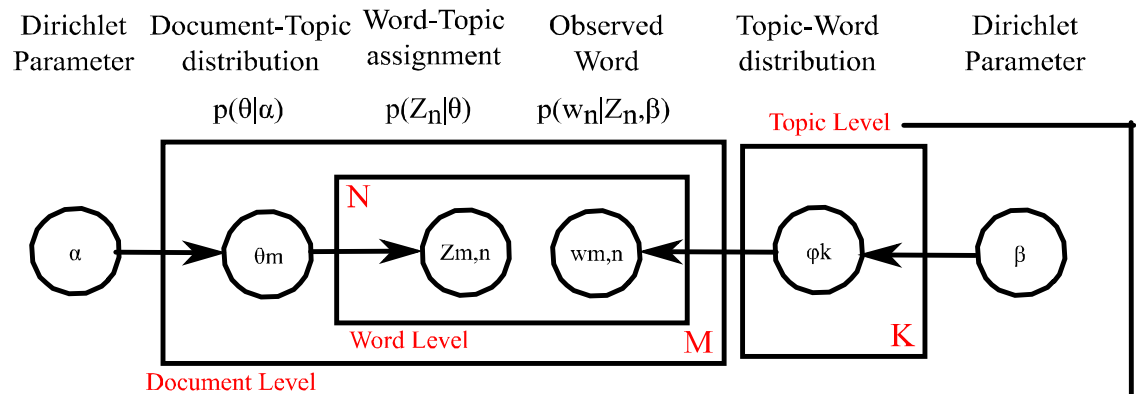 Dirichlet
Parameter
Document-Topic
distribution
p(θ|α)
Word-Topic
assignment
p(Zn|θ)
Observed
Word
p(wn|Zn,β)
Topic-Word
distribution
Dirichlet
Parameter
Topic Level
N
α
θm
Zm,n
wm,n
φk
β
Word Level
M
K
Document Level